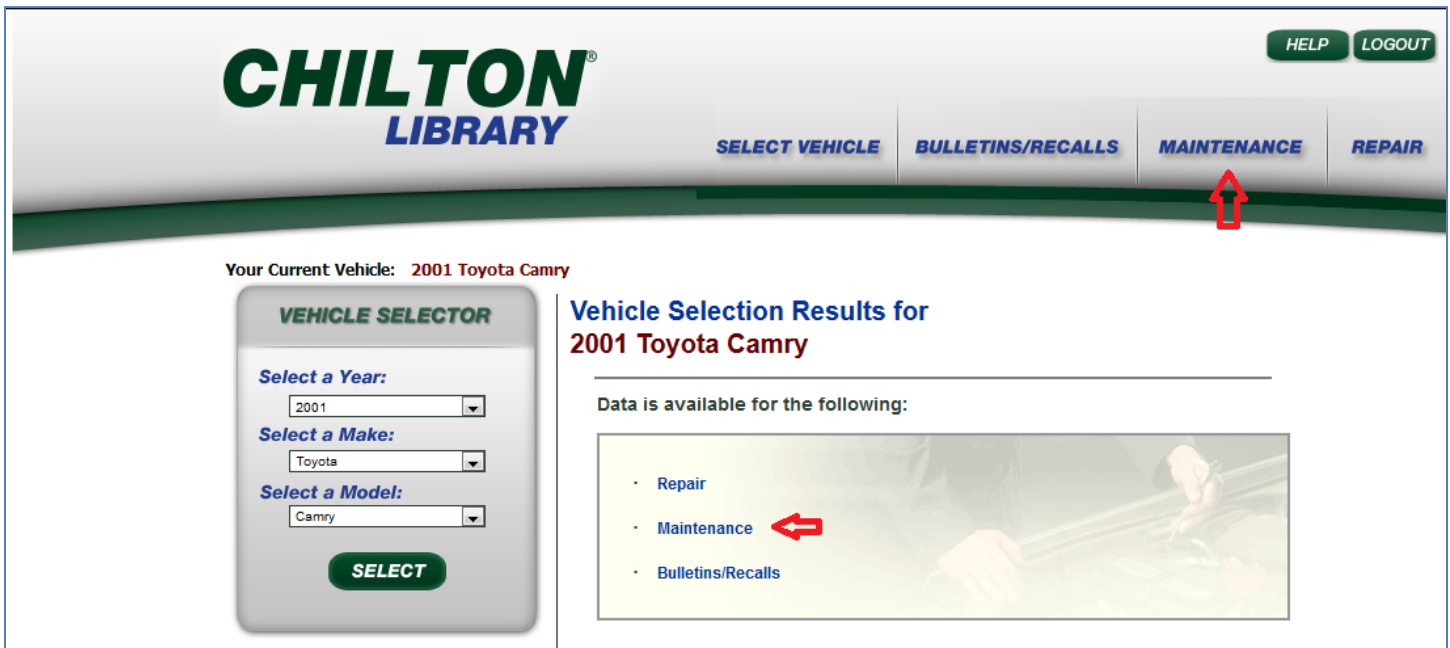 HELP LOGOUT
CHILTON®
LIBRARY
SELECT VEHICLE BULLETINS/RECALLS MAINTENANCE REPAIR
Your Current Vehicle: 2001 Toyota Camry
VEHICLE SELECTOR
Select a Year:
2001
Select a Make:
Toyota
Select a Model:
Camry
SELECT
Vehicle Selection Results for
2001 Toyota Camry
Data is available for the following:
· Repair
· Maintenance
· Bulletins/Recalls